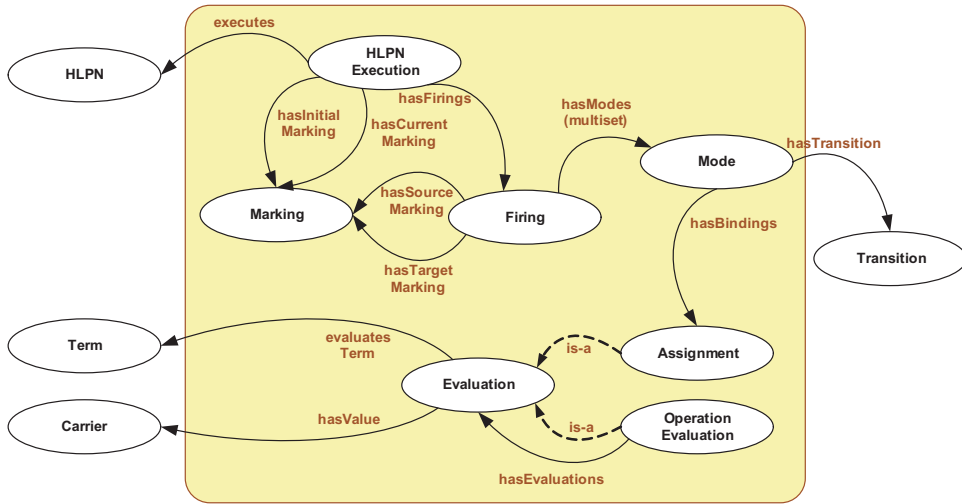 executes
HLPN
HLPN
Execution
hasFirings
hasInitial
Marking
hasCurrent
Marking
hasModes
(multiset)
hasTransition
Mode
hasSource
Marking
Marking
Firing
hasBindings
hasTarget
Marking
Transition
evaluates
Term
Term
is-a
Assignment
Evaluation
hasValue
Carrier
is-a
Operation
Evaluation
hasEvaluations